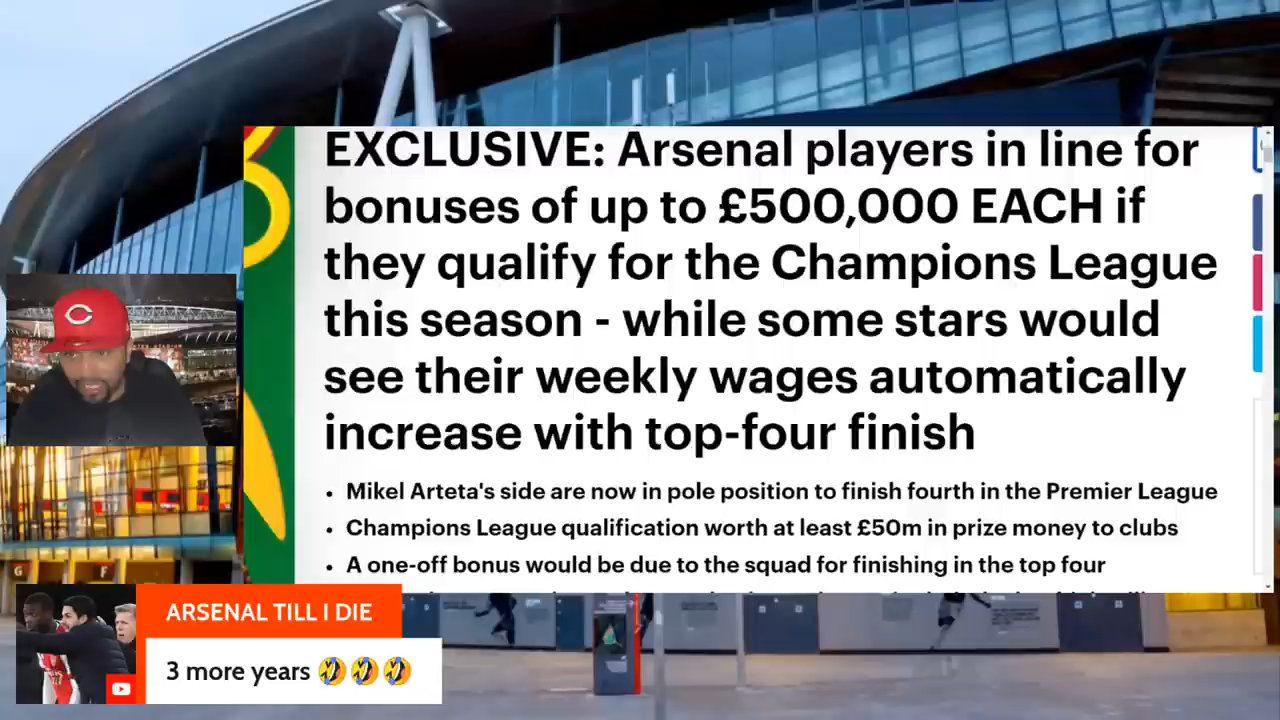 EXCLUSIVE: Arsenal players in line for
bonuses of up to £500,000 EACH if
they qualify for the Champions League
this season - while some stars would
see their weekly wages automatically
increase with top-four finish
• Mikel Arteta's side are now in pole position to finish fourth in the Premier League
• Champions League qualification worth at least £50m in prize money to clubs
• A one-off bonus would be due to the squad for finishing in the top four
C
G F
ARSENAL TILL I DIE
3 more years 🤣🤣🤣